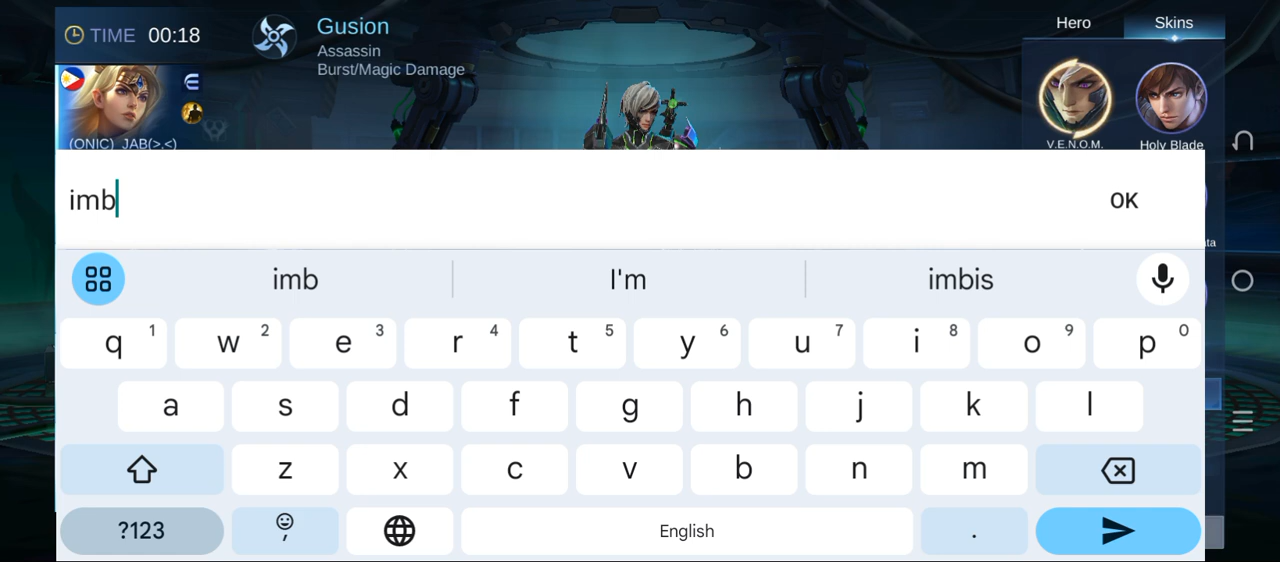 TIME 00:18
Gusion
Assassin
Burst/Magic Damage
Hero Skins
(ONIC) JAB(>,<)
V.E.N.O.M. Holy Blade
imb
OK
imb I'm imbis
q 1 w 2 e 3 r 4 t 5 y 6 u 7 i 8 o 9 p 0
a s d f g h j k l
z x c v b n m
?123 , English .